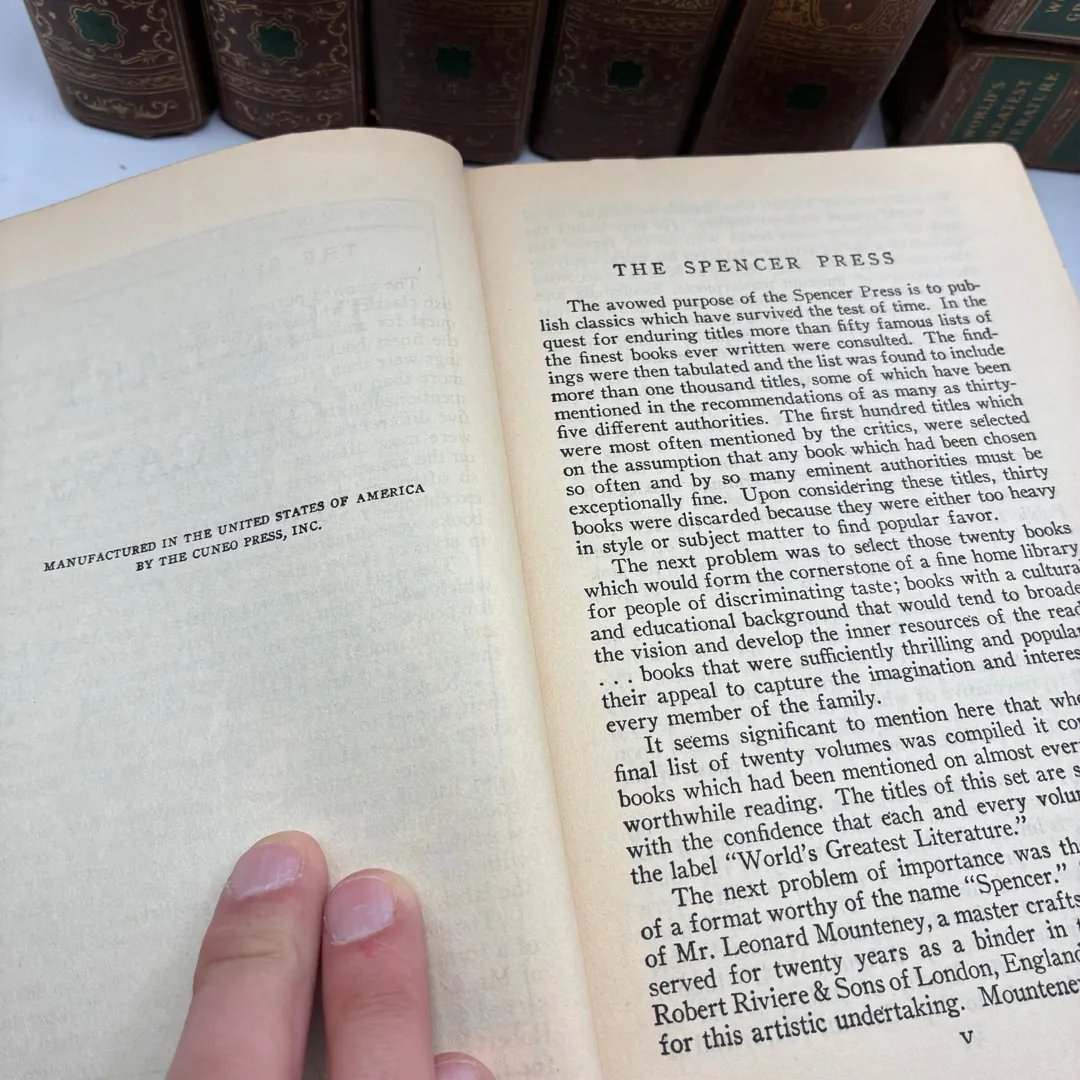 WORLD'S
GREATEST
LITERATURE
MANUFACTURED IN THE UNITED STATES OF AMERICA
BY THE CUNEO PRESS, INC.
THE SPENCER PRESS
The avowed purpose of the Spencer Press is to pub-
lish classics which have survived the test of time. In the
quest for enduring titles more than fifty famous lists of
the finest books ever written were consulted. The find-
ings were then tabulated and the list was found to include
more than one thousand titles, some of which have been
mentioned in the recommendations of as many as thirty-
five different authorities. The first hundred titles which
were most often mentioned by the critics, were selected
on the assumption that any book which had been chosen
so often and by so many eminent authorities must be
exceptionally fine. Upon considering these titles, thirty
books were discarded because they were either too heavy
in style or subject matter to find popular favor.
The next problem was to select those twenty books
which would form the cornerstone of a fine home library
for people of discriminating taste; books with a cultura
and educational background that would tend to broade
the vision and develop the inner resources of the read
. . . books that were sufficiently thrilling and popular
their appeal to capture the imagination and interes
every member of the family.
It seems significant to mention here that whe
final list of twenty volumes was compiled it con
books which had been mentioned on almost ever
worthwhile reading. The titles of this set are s
with the confidence that each and every volu
the label "World's Greatest Literature."
The next problem of importance was th
of a format worthy of the name "Spencer."
of Mr. Leonard Mounteney, a master crafts
served for twenty years as a binder in
Robert Riviere & Sons of London, England
for this artistic undertaking. Mounteney
V